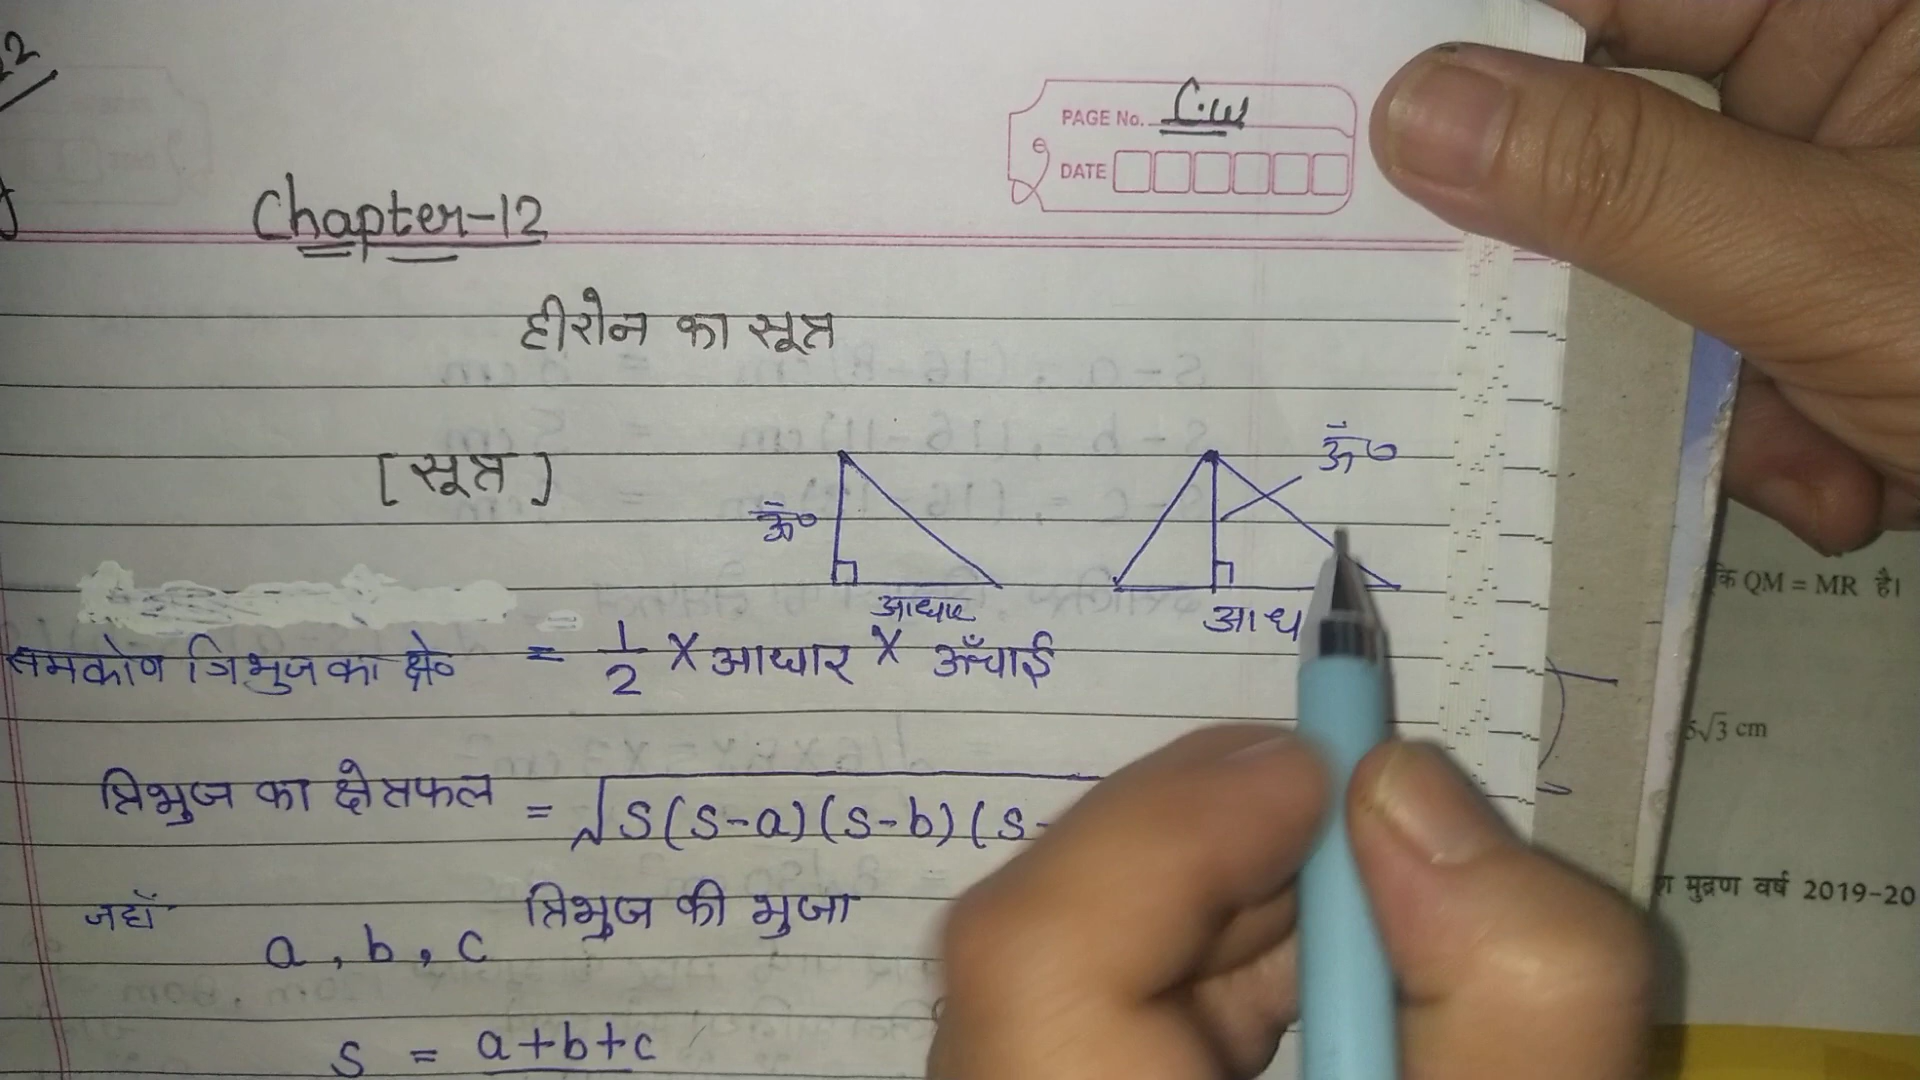 22
PAGE No. C.W
DATE
Chapter-12
हीरोन का सूत्र
[सूत्र]
ऊँ०
ऊँ०
आधार
आध
समकोण त्रिभुज का क्षे० = 1/2 × आधार × ऊँचाई
त्रिभुज का क्षेत्रफल = √S(S-a)(S-b)(S-
जहाँ
a, b, c त्रिभुज की भुजा
S = a+b+c
कि QM = MR है।
5√3 cm
मुद्रण वर्ष 2019-20